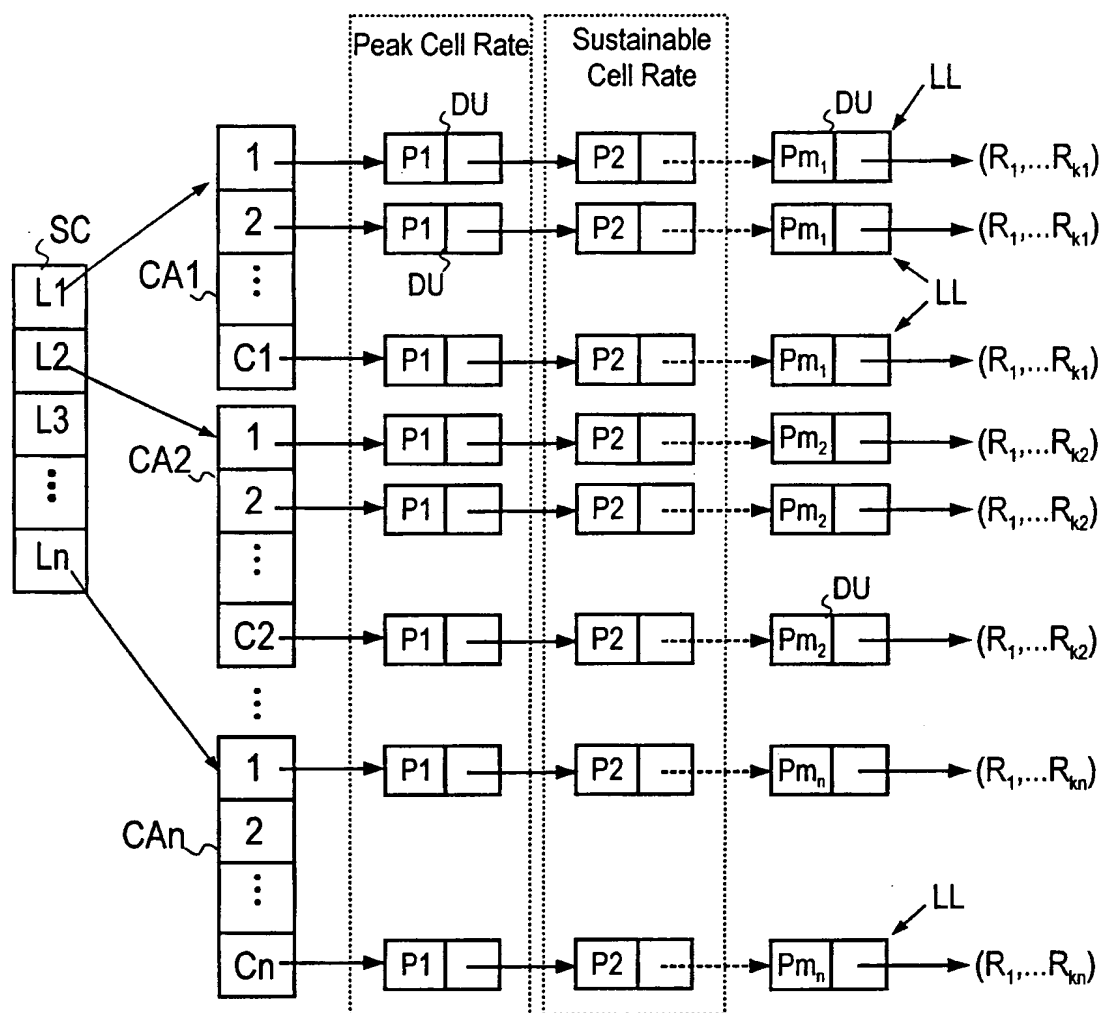 Peak Cell Rate
Sustainable
Cell Rate
LL
DU
DU
1
P1
P2
Pm₁
(R₁,...Rₖ₁)
SC
2
P1
P2
Pm₁
(R₁,...Rₖ₁)
CA1
DU
L1
⋮
LL
C1
P1
P2
Pm₁
(R₁,...Rₖ₁)
L2
L3
1
P1
P2
Pm₂
(R₁,...Rₖ₂)
CA2
⋮
2
P1
P2
Pm₂
(R₁,...Rₖ₂)
Ln
⋮
DU
C2
P1
P2
Pm₂
(R₁,...Rₖ₂)
⋮
1
P1
P2
Pmₙ
(R₁,...Rₖₙ)
CAn
2
⋮
LL
Cn
P1
P2
Pmₙ
(R₁,...Rₖₙ)